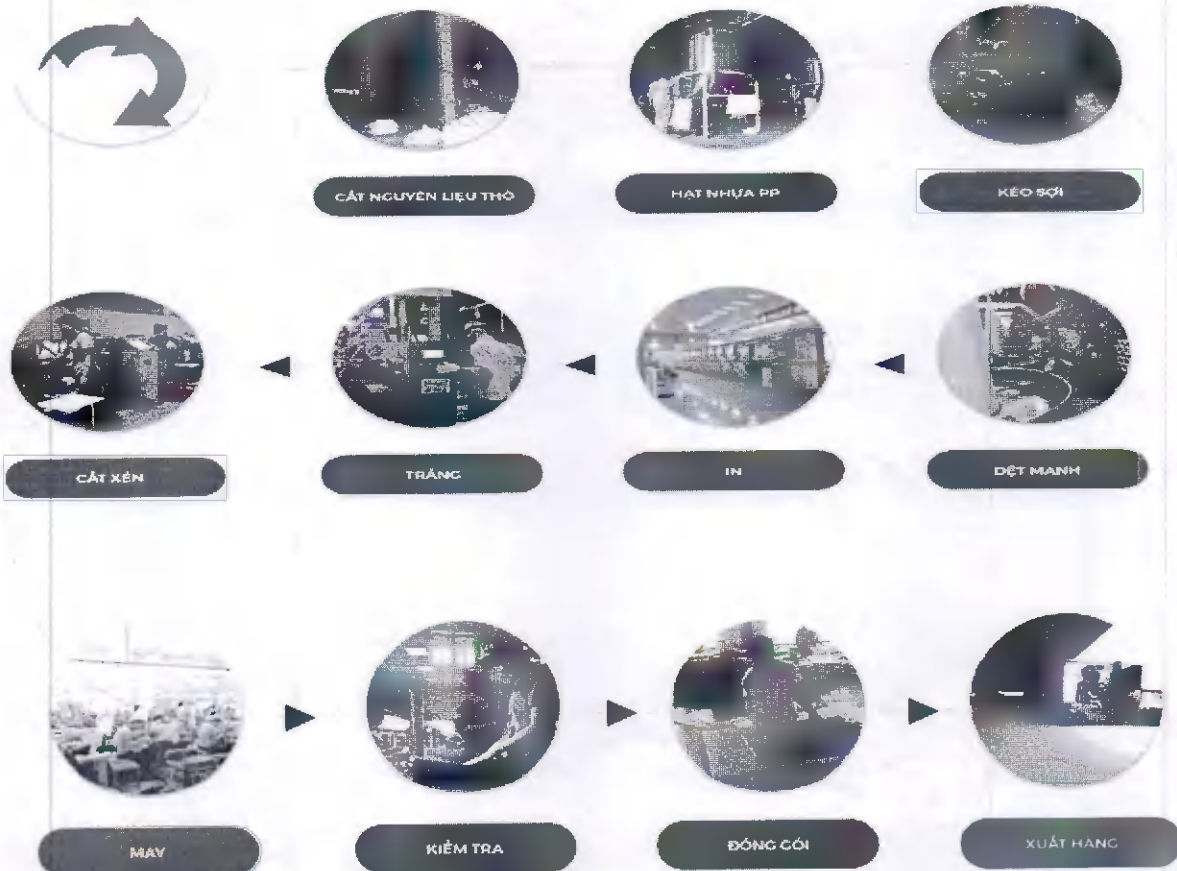 CẮT NGUYÊN LIỆU THÔ
HẠT NHỰA PP
KÉO SỢI
CẮT XÉN
TRÁNG
IN
DỆT MANH
MAY
KIỂM TRA
ĐÓNG GÓI
XUẤT HÀNG